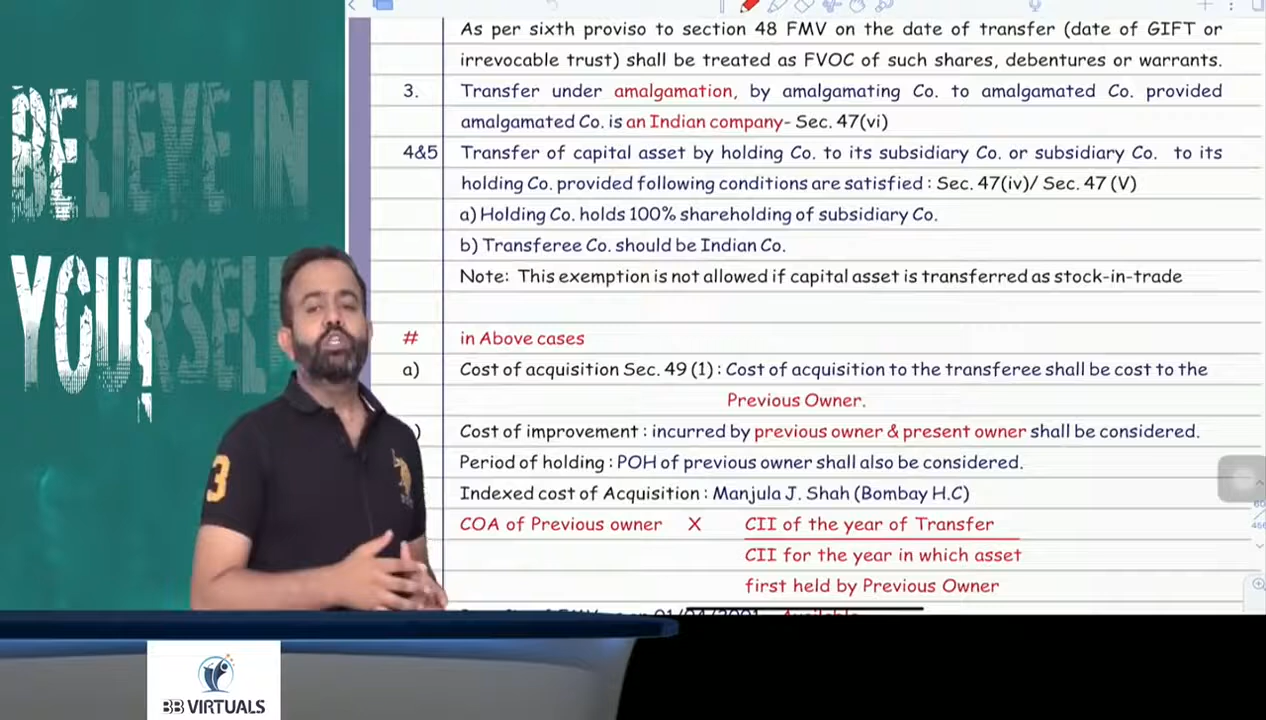 BELIEVE IN
YOURSELF
YOU!
3
As per sixth proviso to section 48 FMV on the date of transfer (date of GIFT or
irrevocable trust) shall be treated as FVOC of such shares, debentures or warrants.
3. Transfer under amalgamation, by amalgamating Co. to amalgamated Co. provided
amalgamated Co. is an Indian company- Sec. 47(vi)
4&5 Transfer of capital asset by holding Co. to its subsidiary Co. or subsidiary Co. to its
holding Co. provided following conditions are satisfied : Sec. 47(iv)/ Sec. 47 (V)
a) Holding Co. holds 100% shareholding of subsidiary Co.
b) Transferee Co. should be Indian Co.
Note: This exemption is not allowed if capital asset is transferred as stock-in-trade
# in Above cases
a) Cost of acquisition Sec. 49 (1) : Cost of acquisition to the transferee shall be cost to the
Previous Owner.
) Cost of improvement : incurred by previous owner & present owner shall be considered.
Period of holding : POH of previous owner shall also be considered.
Indexed cost of Acquisition : Manjula J. Shah (Bombay H.C)
COA of Previous owner X CII of the year of Transfer
CII for the year in which asset
first held by Previous Owner
01/04/2001
BB VIRTUALS